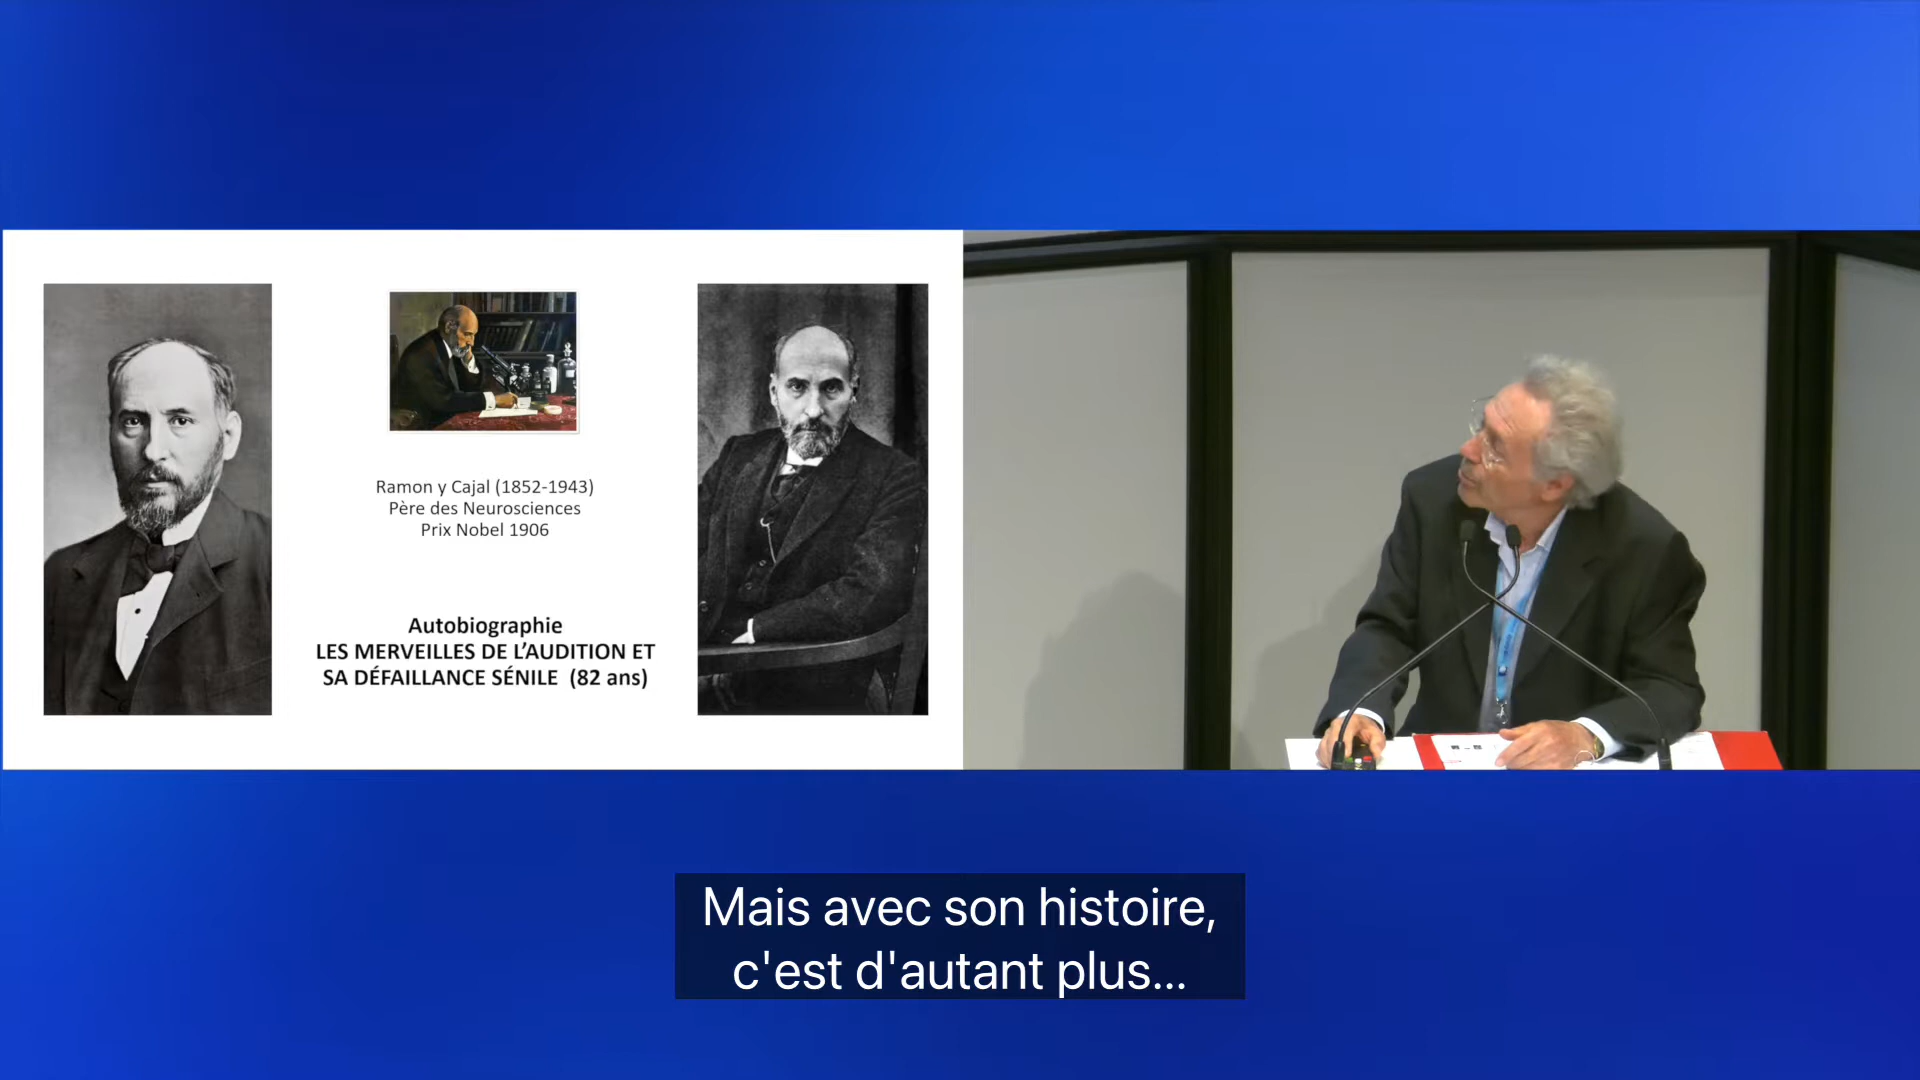 Ramon y Cajal (1852-1943)
Père des Neurosciences
Prix Nobel 1906
Autobiographie
LES MERVEILLES DE L'AUDITION ET
SA DÉFAILLANCE SÉNILE (82 ans)
Mais avec son histoire,
c'est d'autant plus...